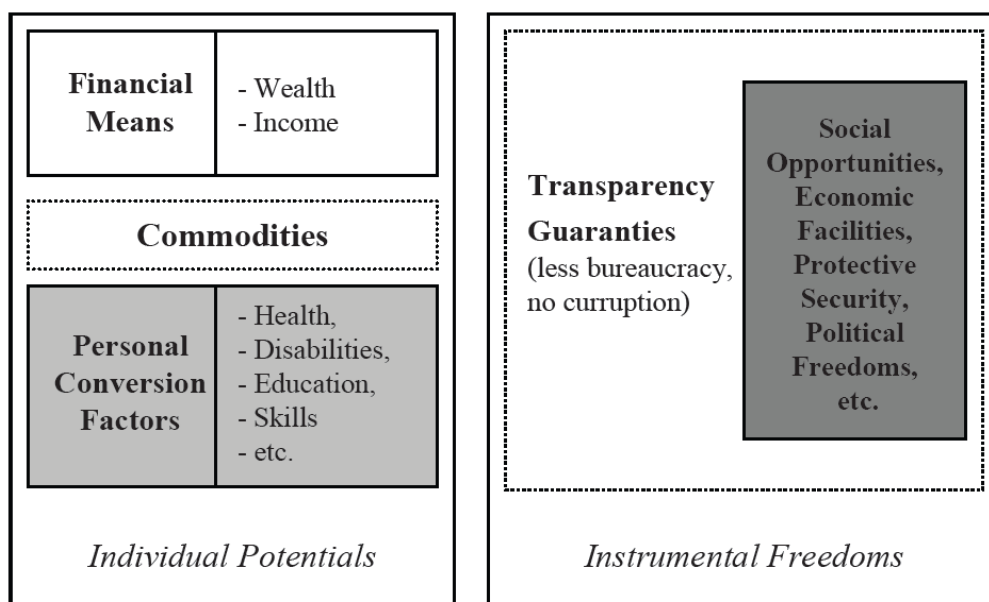 Financial
Means
- Wealth
- Income
Commodities
Personal
Conversion
Factors
- Health,
- Disabilities,
- Education,
- Skills
- etc.
Individual Potentials
Transparency
Guaranties
(less bureaucracy,
no curruption)
Social
Opportunities,
Economic
Facilities,
Protective
Security,
Political
Freedoms,
etc.
Instrumental Freedoms